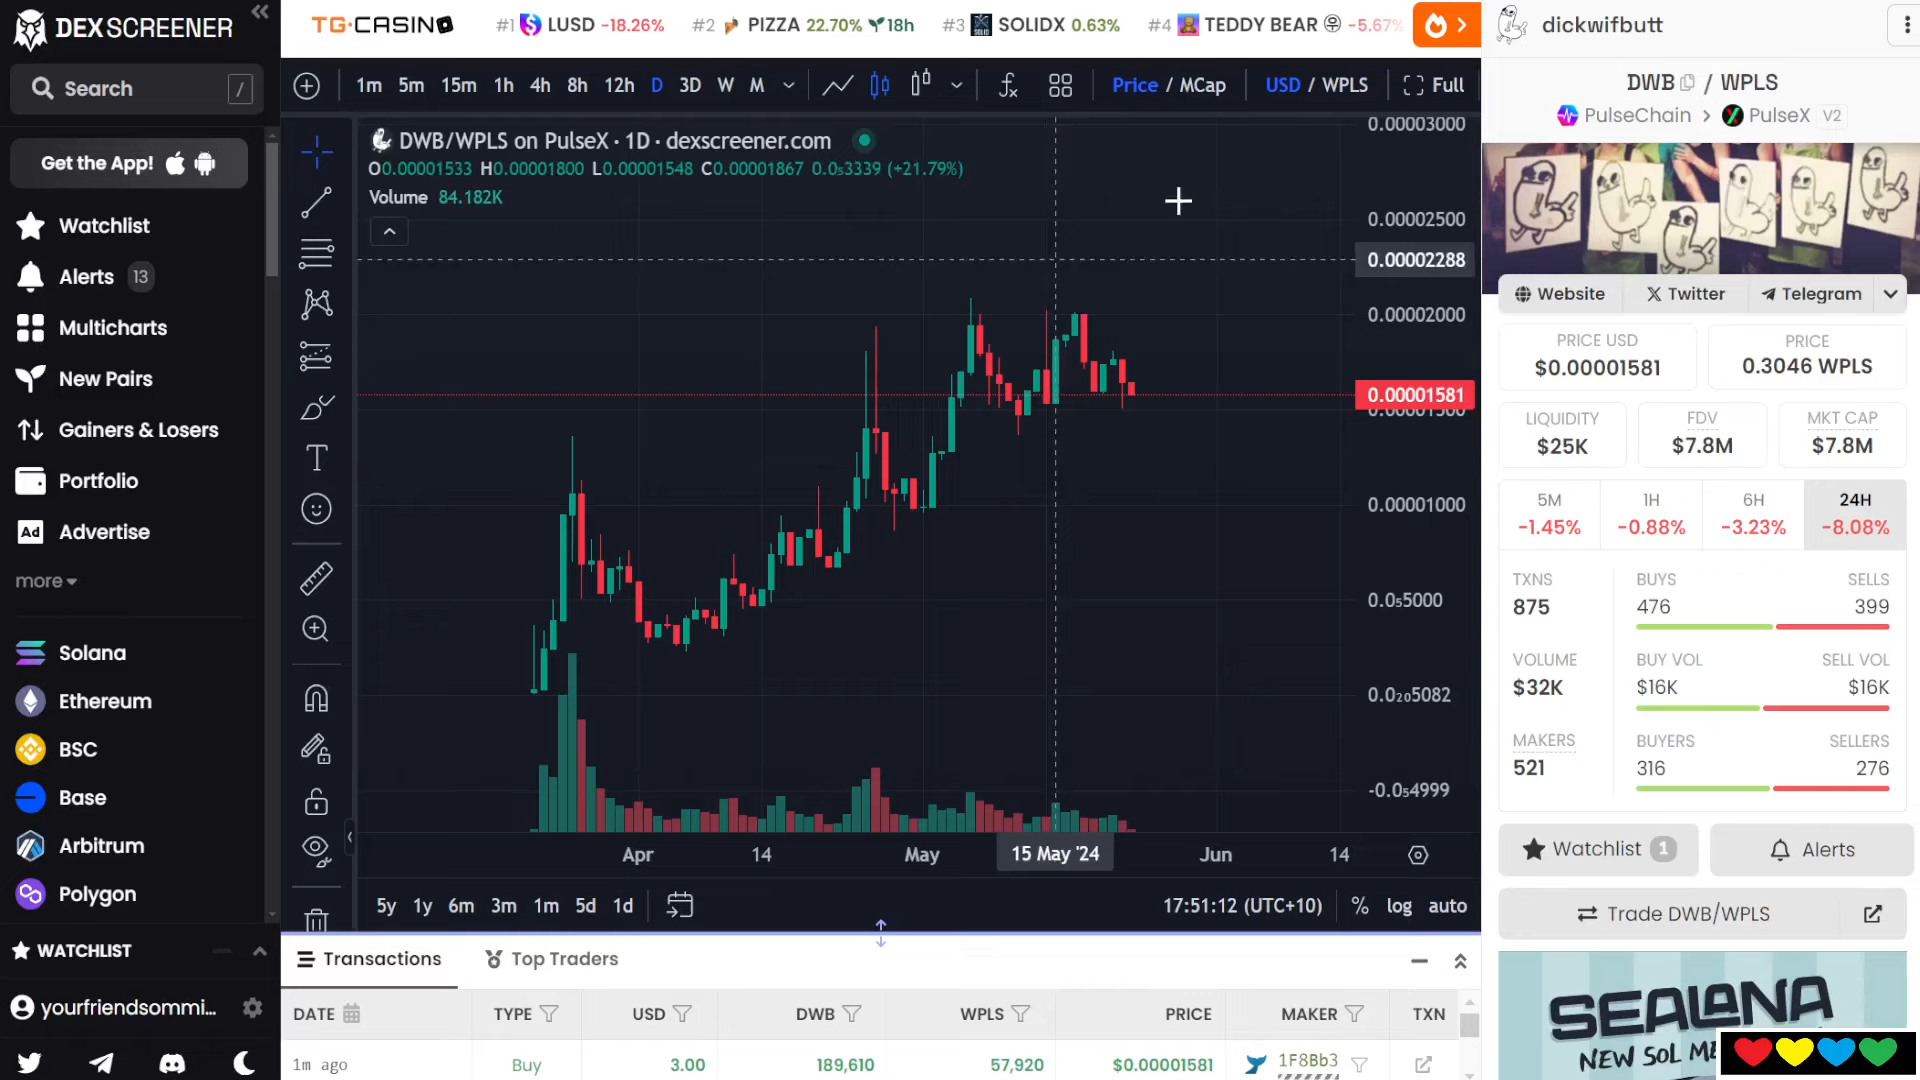 DEX SCREENER
Search /
Get the App!
Watchlist
Alerts 13
Multicharts
New Pairs
Gainers & Losers
Portfolio
Ad Advertise
more
Solana
Ethereum
BSC
Base
Arbitrum
Polygon
WATCHLIST
yourfriendsommi...
TG.CASINO #1 LUSD -18.26% #2 PIZZA 22.70% 18h #3 SOLIDX 0.63% #4 TEDDY BEAR -5.67%
1m 5m 15m 1h 4h 8h 12h D 3D W M Price / MCap USD / WPLS Full
DWB/WPLS on PulseX · 1D · dexscreener.com
O0.00001533 H0.00001800 L0.00001548 C0.00001867 0.0₅3339 (+21.79%)
Volume 84.182K
0.00003000
0.00002500
0.00002288
0.00002000
0.00001581
0.00001500
0.00001000
0.0₅5000
0.0₂₀5082
-0.0₅4999
Apr 14 May 15 May '24 Jun 14
5y 1y 6m 3m 1m 5d 1d 17:51:12 (UTC+10) % log auto
Transactions Top Traders
DATE TYPE USD DWB WPLS PRICE MAKER TXN
1m ago Buy 3.00 189,610 57,920 $0.00001581 1F8Bb3
dickwifbutt
DWB / WPLS
PulseChain > PulseX V2
Website Twitter Telegram
PRICE USD PRICE
$0.00001581 0.3046 WPLS
LIQUIDITY FDV MKT CAP
$25K $7.8M $7.8M
5M 1H 6H 24H
-1.45% -0.88% -3.23% -8.08%
TXNS BUYS SELLS
875 476 399
VOLUME BUY VOL SELL VOL
$32K $16K $16K
MAKERS BUYERS SELLERS
521 316 276
Watchlist 1 Alerts
Trade DWB/WPLS
SEALANA
NEW SOL